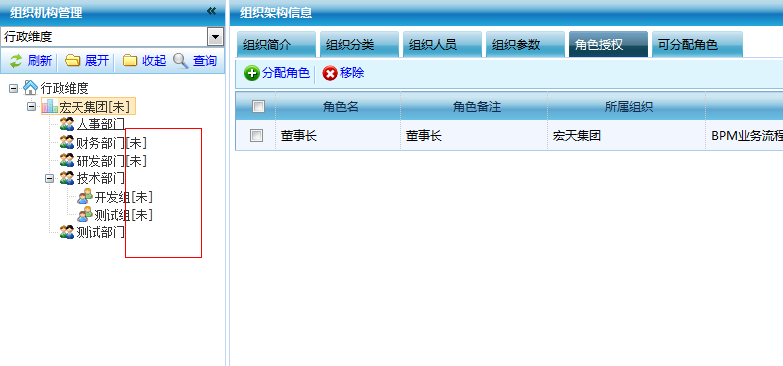 组织机构管理
行政维度
刷新 展开 收起 查询
行政维度
宏天集团[未]
人事部门
财务部门[未]
研发部门[未]
技术部门
开发组[未]
测试组[未]
测试部门
组织架构信息
组织简介 组织分类 组织人员 组织参数 角色授权 可分配角色
分配角色 移除
角色名 角色备注 所属组织
董事长 董事长 宏天集团 BPM业务流程